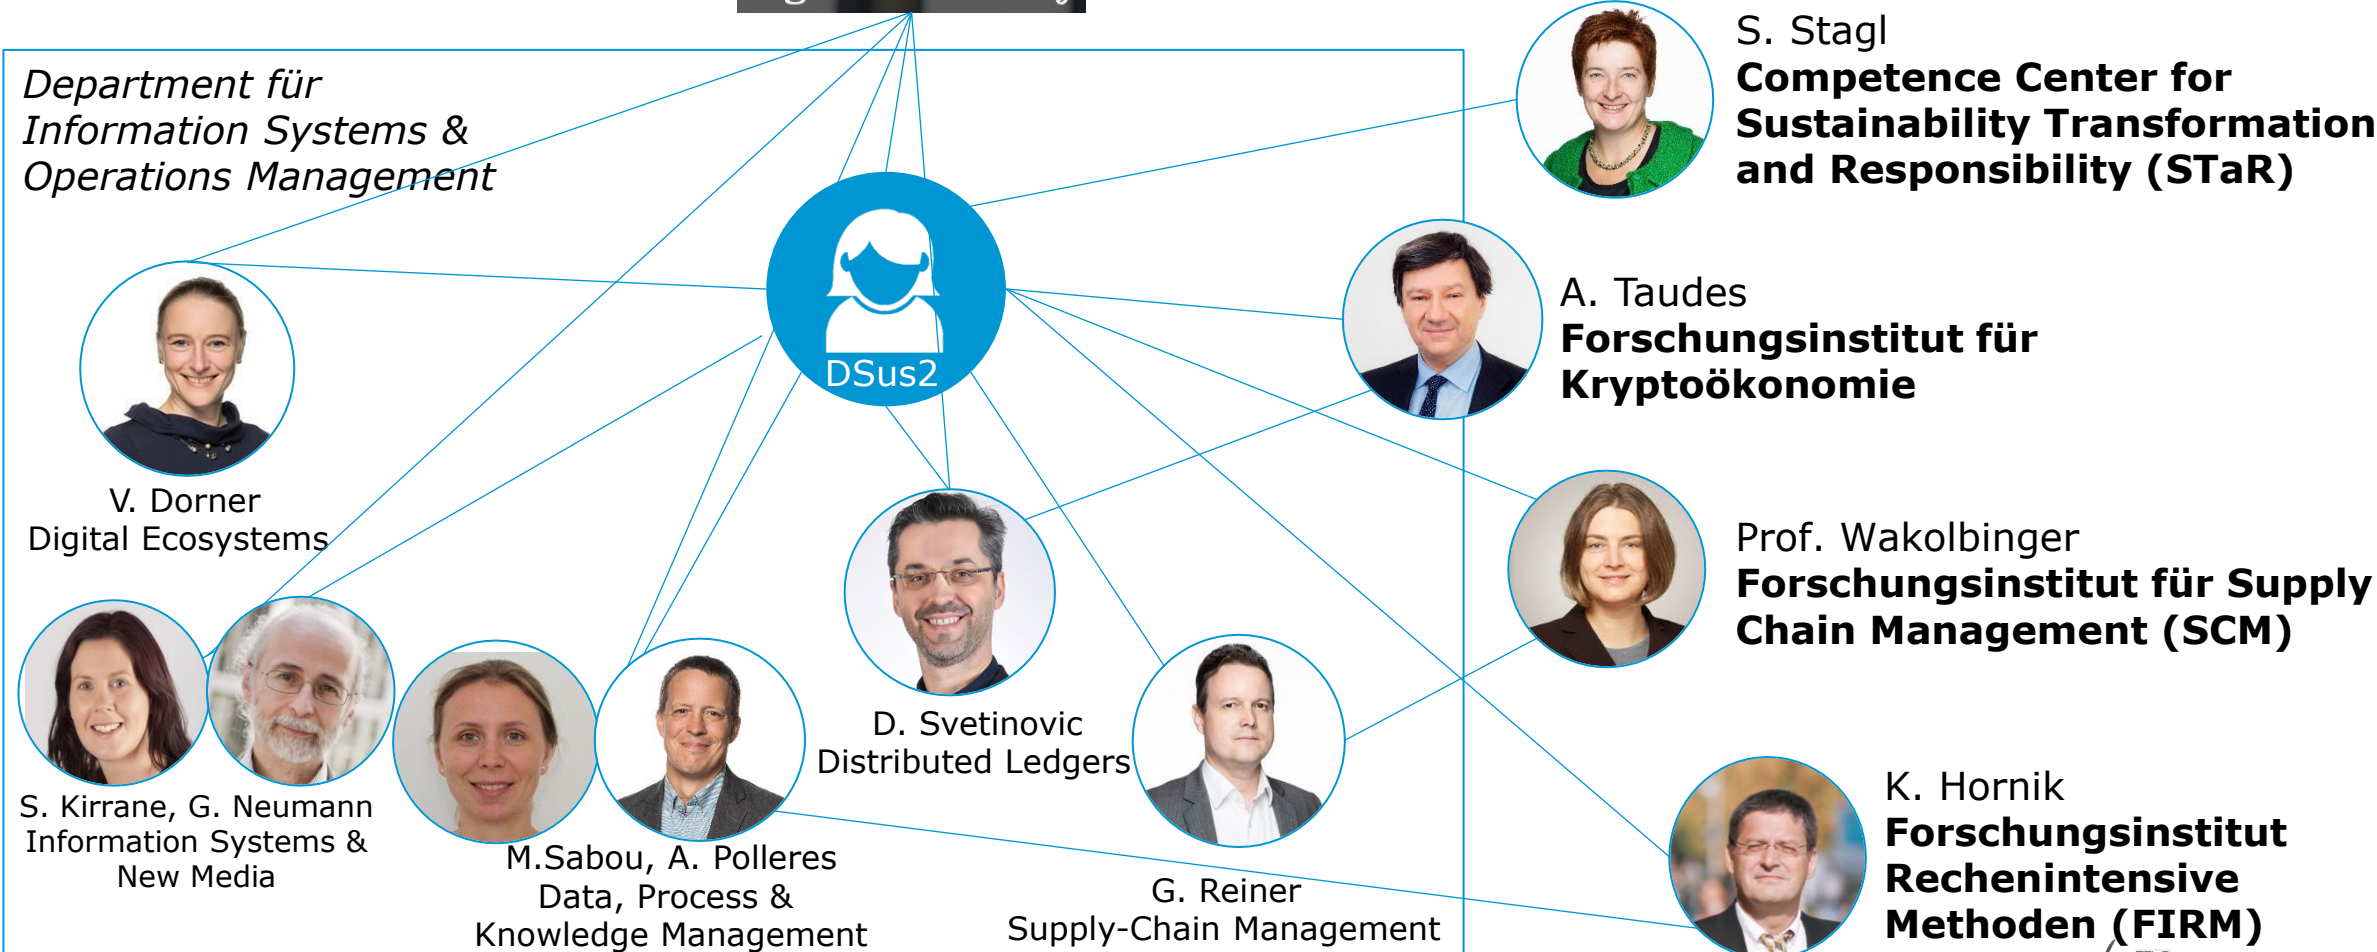 Department für
Information Systems &
Operations Management
S. Stagl
Competence Center for
Sustainability Transformation
and Responsibility (STaR)
DSus2
A. Taudes
Forschungsinstitut für
Kryptoökonomie
V. Dorner
Digital Ecosystems
Prof. Wakolbinger
Forschungsinstitut für Supply
Chain Management (SCM)
S. Kirrane, G. Neumann
Information Systems &
New Media
M.Sabou, A. Polleres
Data, Process &
Knowledge Management
D. Svetinovic
Distributed Ledgers
G. Reiner
Supply-Chain Management
K. Hornik
Forschungsinstitut
Rechenintensive
Methoden (FIRM)